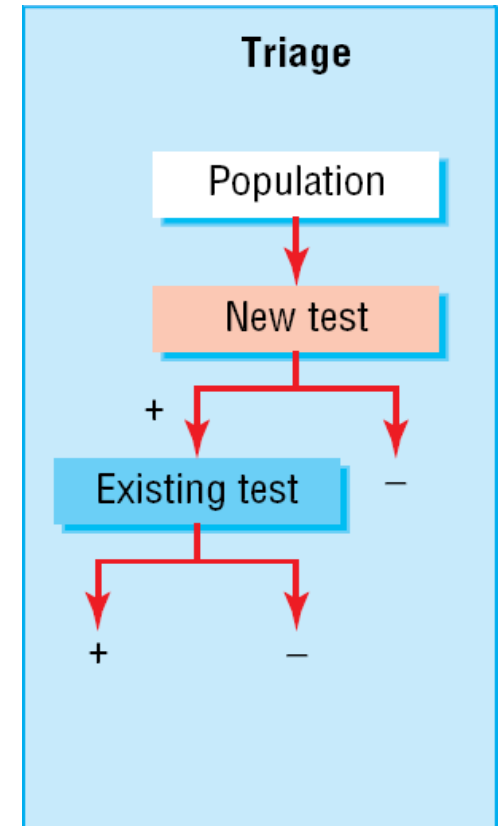 Triage
Population
New test
+
–
Existing test
+
–